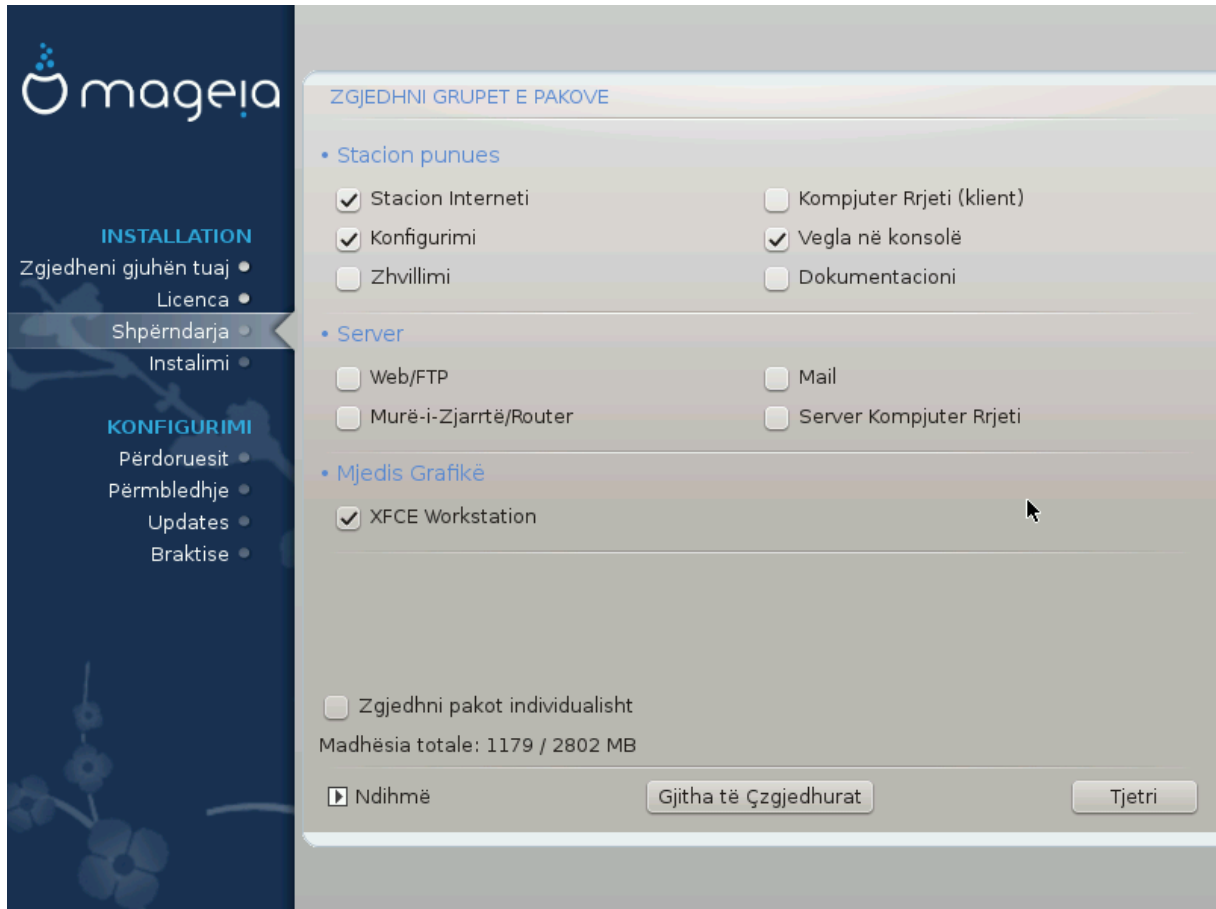 mageia
INSTALLATION
Zgjedheni gjuhën tuaj
Licenca
Shpërndarja
Instalimi
KONFIGURIMI
Përdoruesit
Përmbledhje
Updates
Braktise
ZGJEDHNI GRUPET E PAKOVE
• Stacion punues
Stacion Interneti
Kompjuter Rrjeti (klient)
Konfigurimi
Vegla në konsolë
Zhvillimi
Dokumentacioni
• Server
Web/FTP
Mail
Murë-i-Zjarrtë/Router
Server Kompjuter Rrjeti
• Mjedis Grafikë
XFCE Workstation
Zgjedhni pakot individualisht
Madhësia totale: 1179 / 2802 MB
Ndihmë
Gjitha të Çzgjedhurat
Tjetri